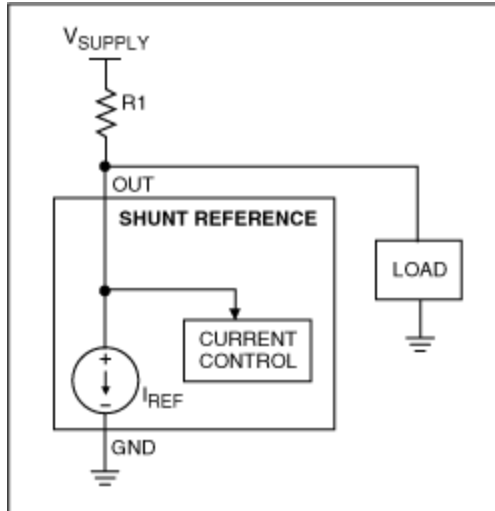 VSUPPLY
R1
OUT
SHUNT REFERENCE
LOAD
CURRENT
CONTROL
+
−
IREF
GND